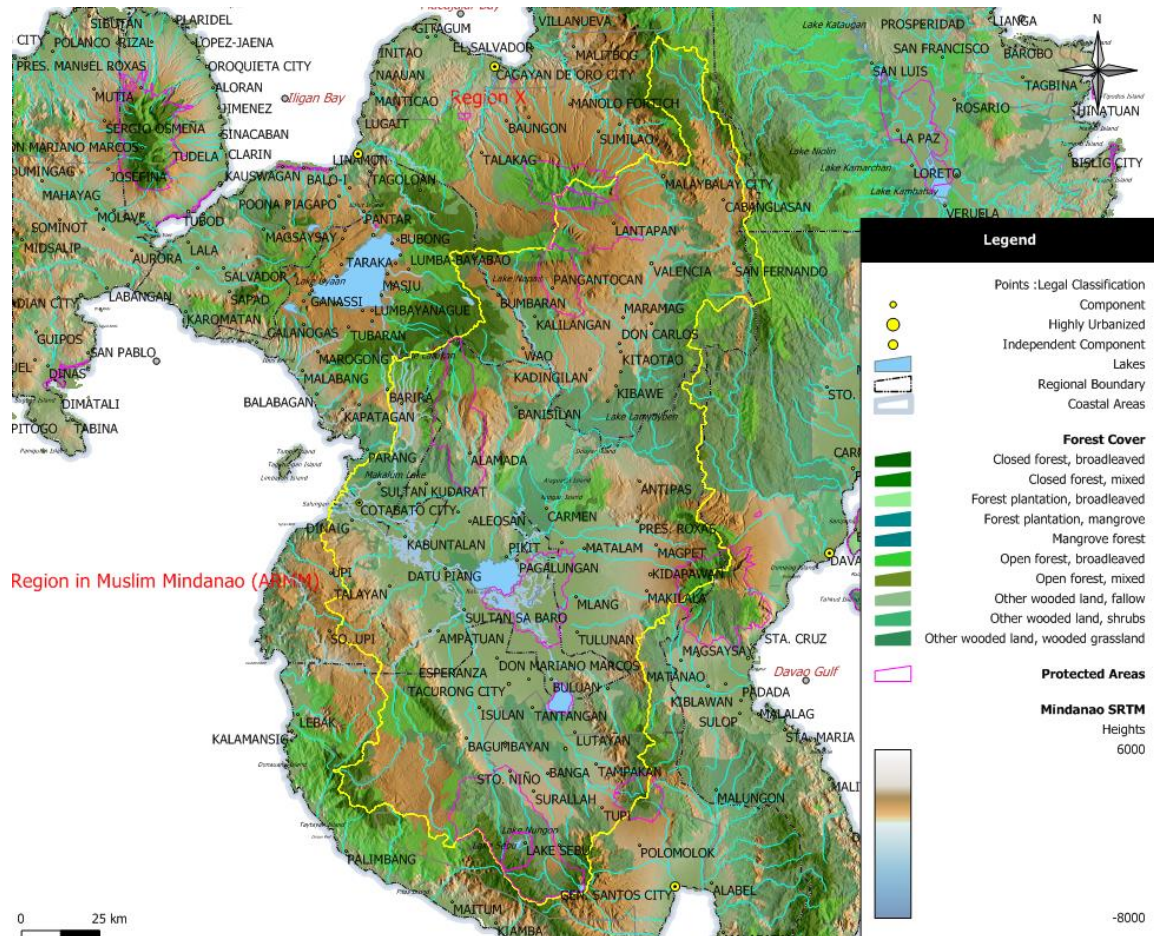 SIBUTAN
PLARIDEL
CITY
POLANCO
RIZAL
LOPEZ-JAENA
PRES. MANUEL ROXAS
OROQUIETA CITY
MUTIA
ALORAN
JIMENEZ
Iligan Bay
SERGIO OSMEÑA
SINACABAN
TUDELA
CLARIN
JOSEFINA
DUMINGAG
MAHAYAG
KAUSWAGAN
BALO-I
SOMINOT
MOLAVE
TUBOD
MIDSALIP
LALA
AURORA
SALVADOR
LABANGAN
SAPAD
KAROMATAN
GUIPOS
SAN PABLO
DINAS
DIMATALI
TABINA
PITOGO
GITAGUM
VILLANUEVA
INITAO
EL SALVADOR
MALITBOG
NAAUAN
CAGAYAN DE ORO CITY
MANTICAO
Region X
MANOLO FORTICH
LUGAIT
BAUNGON
SUMILAO
LINAMON
TALAKAG
TAGOLOAN
POONA PIAGAPO
PANTAR
MAGSAYSAY
BUBONG
TARAKA
LUMBA-BAYABAO
MASIU
GANASSI
LUMBAYANAGUE
CALANOGAS
TUBARAN
MAROGONG
MALABANG
BALABAGAN
BARIRA
KAPATAGAN
PARANG
MALAYBALAY CITY
CABANGLASAN
LANTAPAN
PANGANTOCAN
VALENCIA
SAN FERNANDO
BUMBARAN
MARAMAG
KALILANGAN
DON CARLOS
WAO
KITAOTAO
KADINGILAN
KIBAWE
BANISILAN
ALAMADA
SULTAN KUDARAT
COTABATO CITY
ANTIPAS
DINAIG
ALEOSAN
CARMEN
PRES. ROXAS
KABUNTALAN
PIKIT
MATALAM
MAGPET
Region in Muslim Mindanao (ARMM)
UPI
DATU PIANG
PAGALUNGAN
KIDAPAWAN
TALAYAN
MLANG
MAKILALA
SULTAN SA BARO
SO. UPI
AMPATUAN
TULUNAN
MAGSAYSAY
STA. CRUZ
ESPERANZA
DON MARIANO MARCOS
MATANAO
Davao Gulf
TACURONG CITY
BULUAN
KIBLAWAN
PADADA
ISULAN
TANTANGAN
SULOP
MALALAG
LEBAK
LUTAYAN
STA. MARIA
KALAMANSIG
BAGUMBAYAN
STO. NIÑO
BANGA
TAMPAKAN
SURALLAH
MALUNGON
TUPI
Lake Nungon
Lake Sebu
LAKE SEBU
POLOMOLOK
PALIMBANG
GEN. SANTOS CITY
ALABEL
MAITUM
KIAMBA
PROSPERIDAD
LIANGA
SAN FRANCISCO
BAROBO
SAN LUIS
TAGBINA
ROSARIO
HINATUAN
LA PAZ
LORETO
BISLIG CITY
VERUELA
N
Legend
Points :Legal Classification
Component
Highly Urbanized
Independent Component
Lakes
Regional Boundary
Coastal Areas
Forest Cover
Closed forest, broadleaved
Closed forest, mixed
Forest plantation, broadleaved
Forest plantation, mangrove
Mangrove forest
Open forest, broadleaved
Open forest, mixed
Other wooded land, fallow
Other wooded land, shrubs
Other wooded land, wooded grassland
Protected Areas
Mindanao SRTM
Heights
6000
-8000
0 25 km